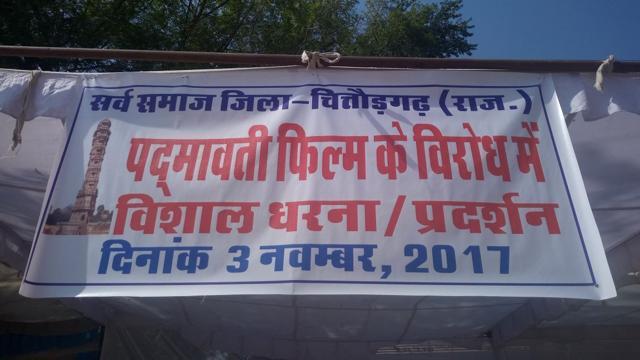 सर्व समाज जिला-चितौड़गढ़ (राज.)
पद्मावती फिल्म के विरोध में
विशाल धरना/प्रदर्शन
दिनांक 3 नवम्बर, 2017